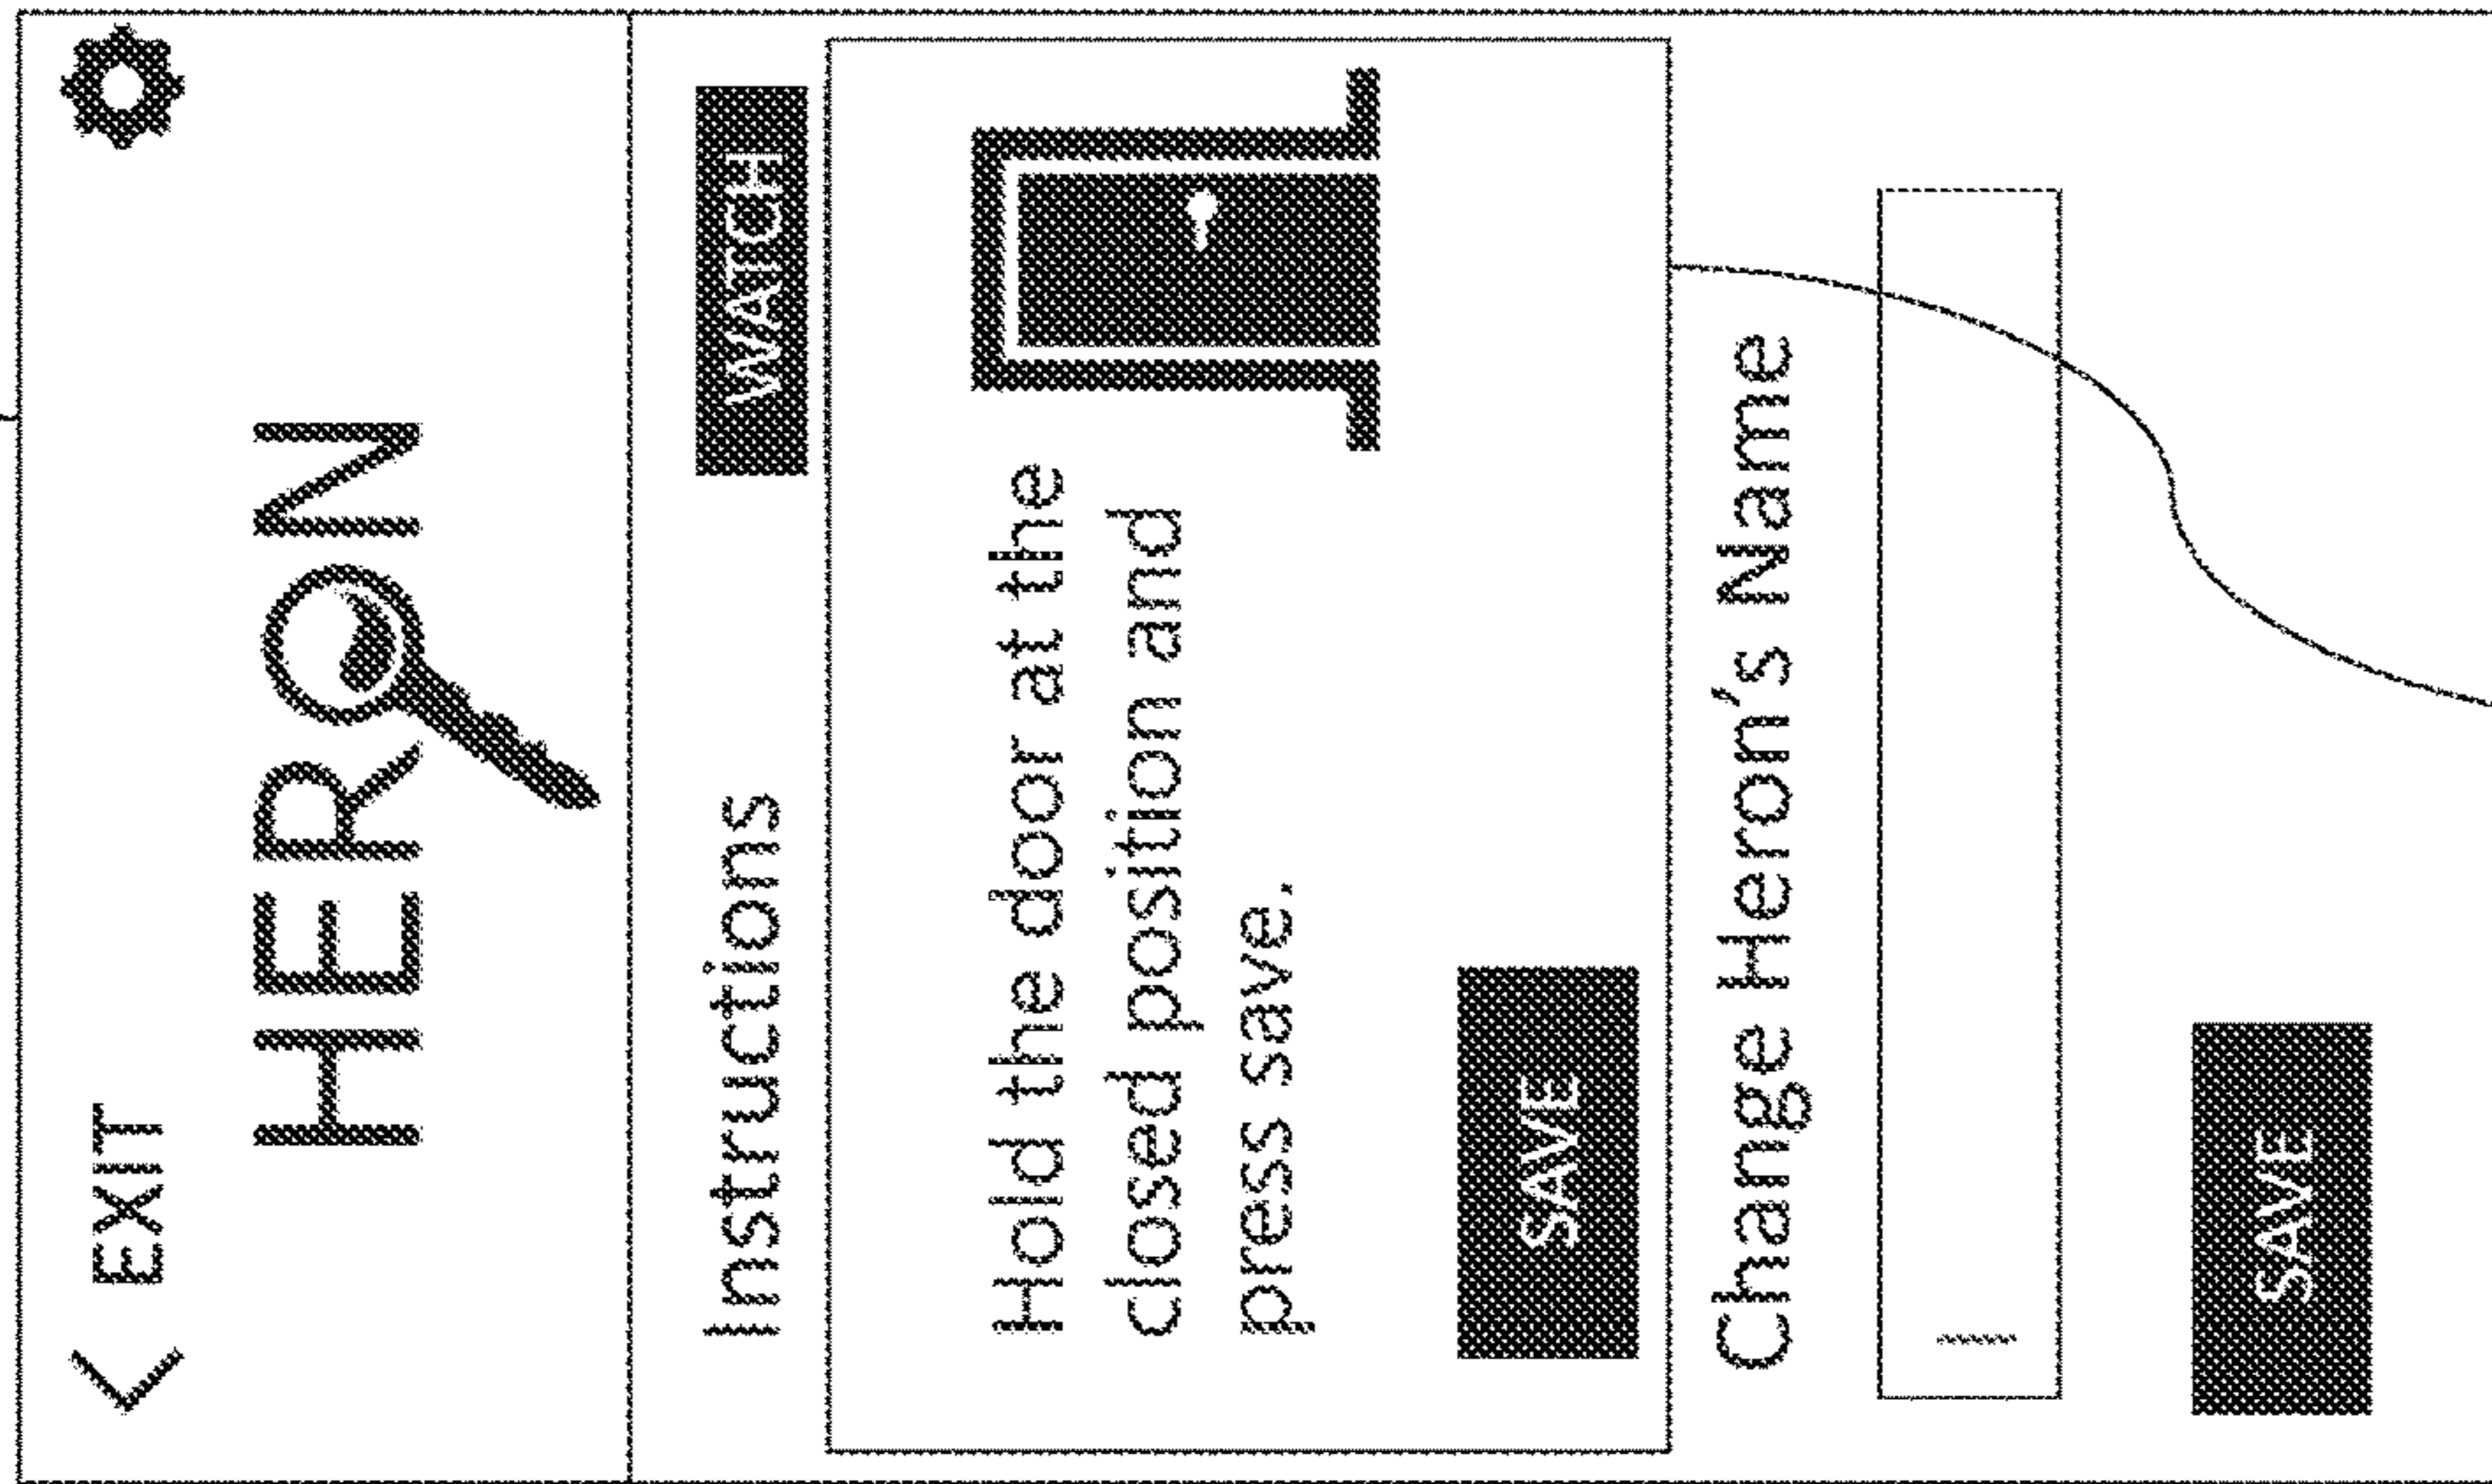 < EXIT
HERON
Instructions
WATCH
Hold the door at the
closed position and
press save.
SAVE
Change Heron's Name
SAVE